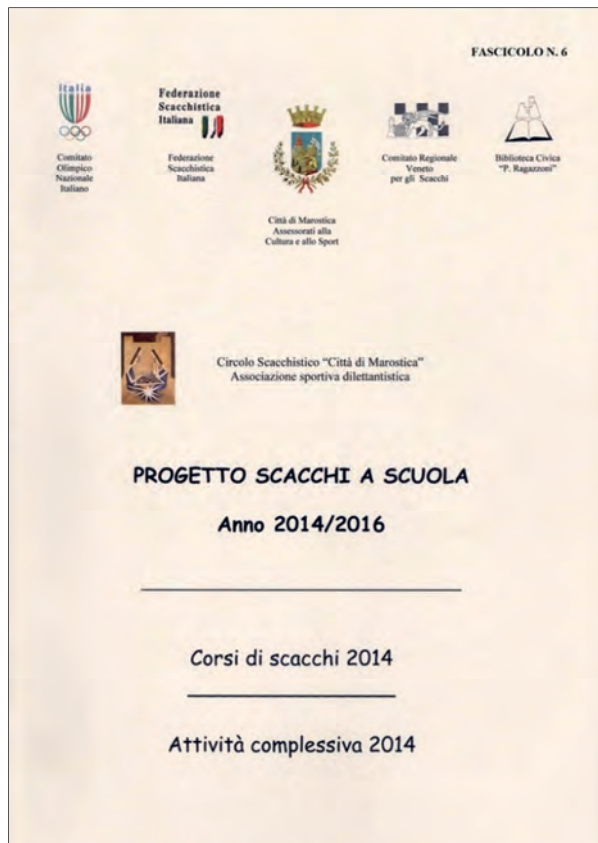 FASCICOLO N. 6
Italia
Comitato
Olimpico
Nazionale
Italiano
Federazione
Scacchistica
Italiana
Federazione
Scacchistica
Italiana
Città di Marostica
Assessorati alla
Cultura e allo Sport
Comitato Regionale
Veneto
per gli Scacchi
Biblioteca Civica
"P. Ragazzoni"
Circolo Scacchistico "Città di Marostica"
Associazione sportiva dilettantistica
PROGETTO SCACCHI A SCUOLA
Anno 2014/2016
Corsi di scacchi 2014
Attività complessiva 2014